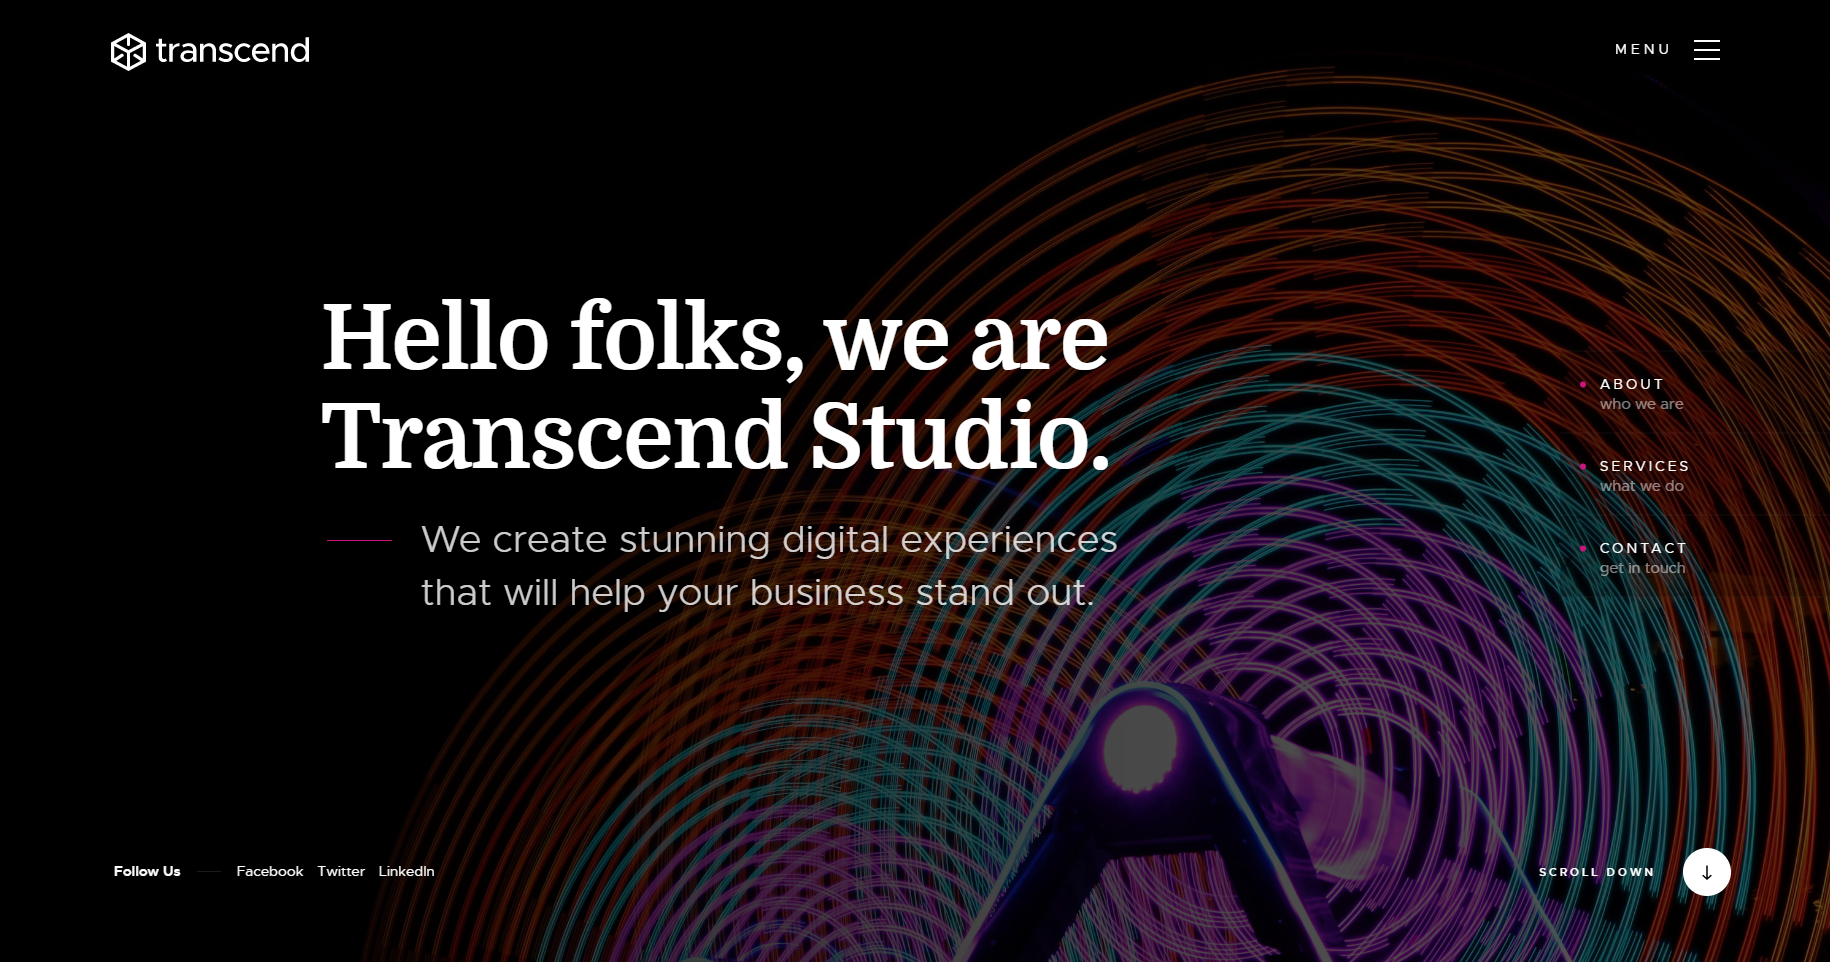 transcend
MENU
Hello folks, we are
Transcend Studio.
We create stunning digital experiences
that will help your business stand out.
ABOUT
who we are
SERVICES
what we do
CONTACT
get in touch
Follow Us
Facebook Twitter LinkedIn
SCROLL DOWN